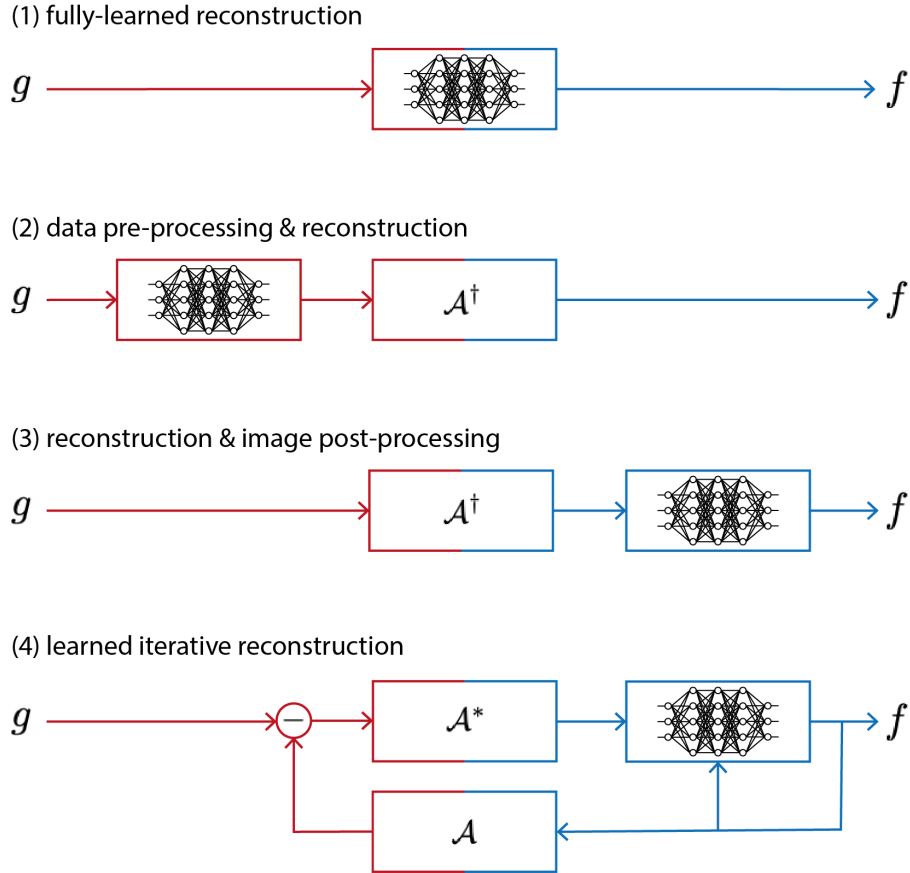 (1) fully-learned reconstruction
g f
(2) data pre-processing & reconstruction
g 𝒜† f
(3) reconstruction & image post-processing
g 𝒜† f
(4) learned iterative reconstruction
g − 𝒜* f
𝒜